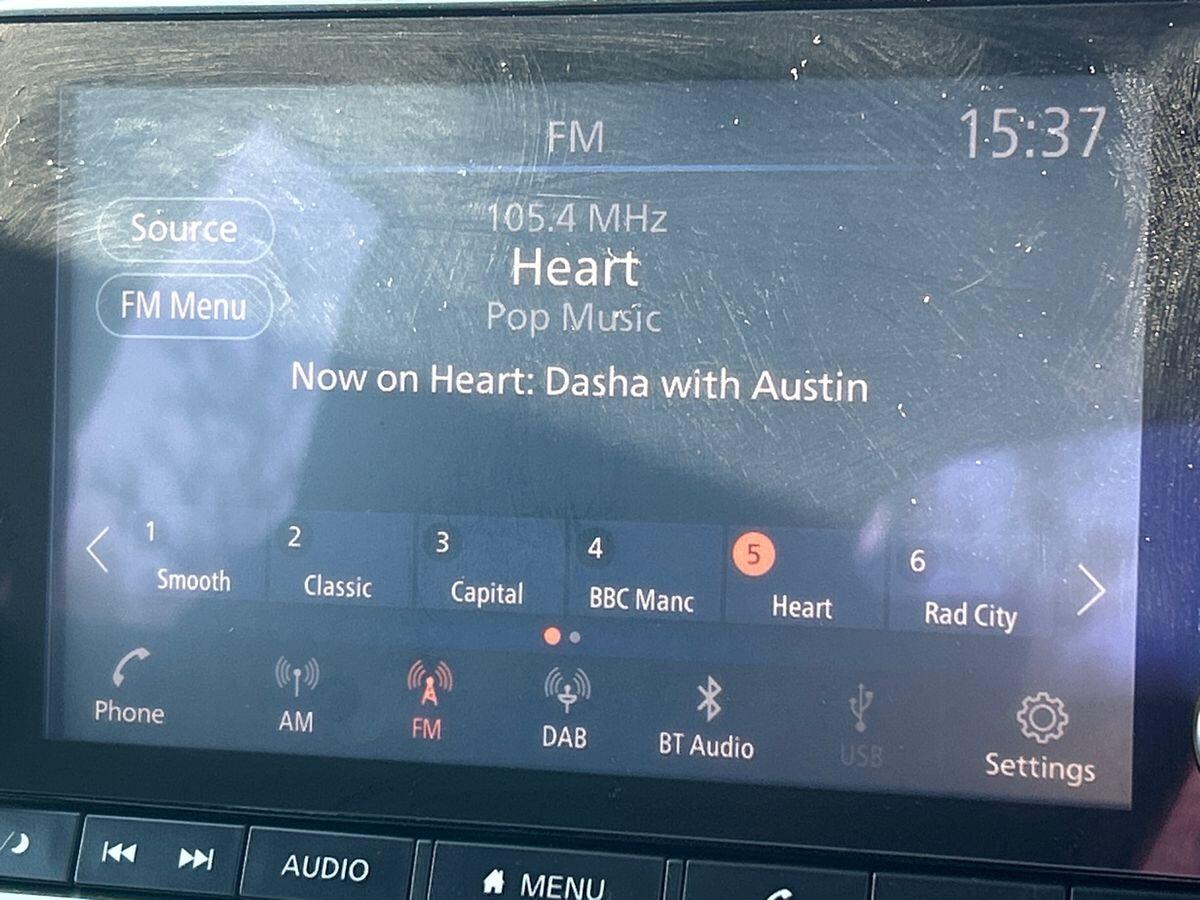 FM
15:37
Source
105.4 MHz
Heart
FM Menu
Pop Music
Now on Heart: Dasha with Austin
1 2 3 4 5 6
Smooth Classic Capital BBC Manc Heart Rad City
Phone AM FM DAB BT Audio USB Settings
AUDIO MENU